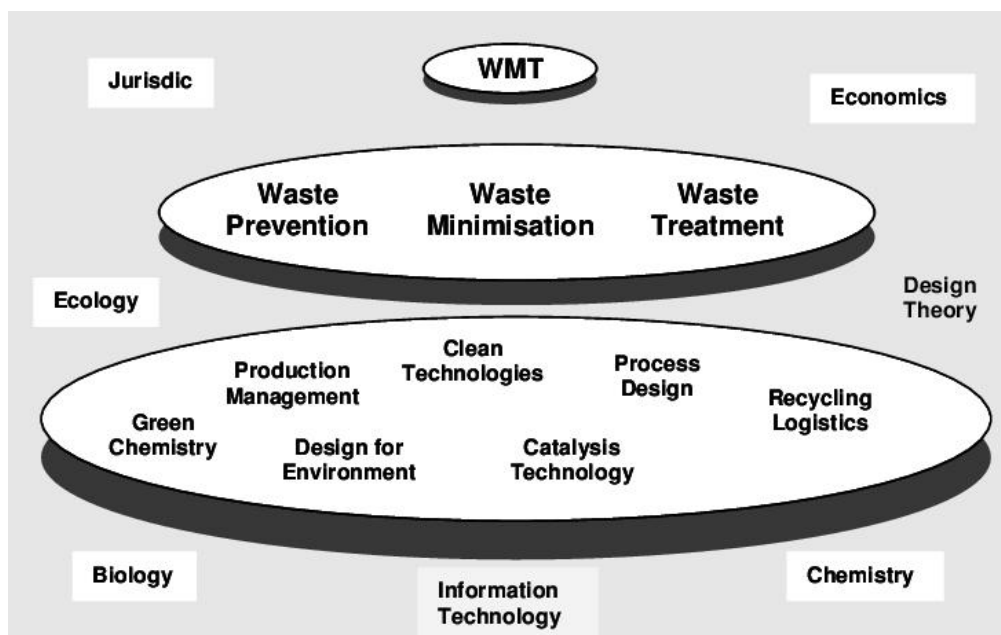 WMT
Jurisdic
Economics
Waste
Prevention
Waste
Minimisation
Waste
Treatment
Ecology
Design
Theory
Clean
Technologies
Production
Management
Process
Design
Recycling
Logistics
Green
Chemistry
Design for
Environment
Catalysis
Technology
Biology
Information
Technology
Chemistry